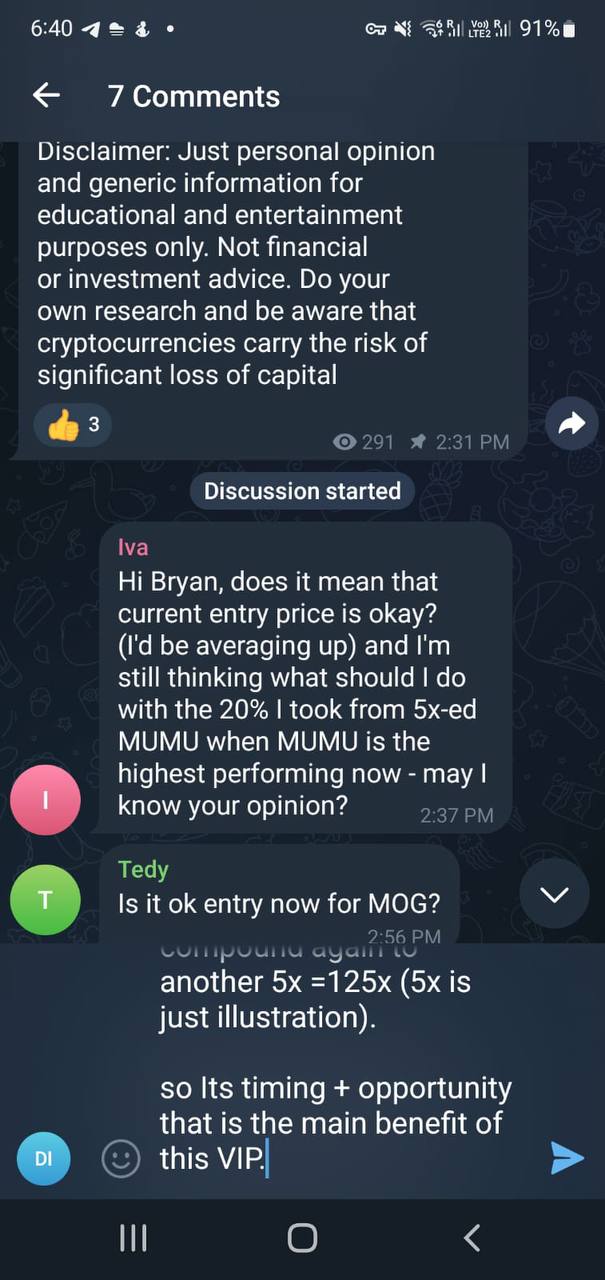 6:40
Voo)) R
LTE2
R
91%
7 Comments
Disclaimer: Just personal opinion
and generic information for
educational and entertainment
purposes only. Not financial
or investment advice. Do your
own research and be aware that
cryptocurrencies carry the risk of
significant loss of capital
3
291
2:31 PM
Discussion started
Iva
Hi Bryan, does it mean that
current entry price is okay?
(I'd be averaging up) and I'm
still thinking what should I do
with the 20% I took from 5x-ed
MUMU when MUMU is the
highest performing now - may I
know your opinion?
2:37 PM
I
Tedy
Is it ok entry now for MOG?
2:56 PM
T
compound again to
another 5x =125x (5x is
just illustration).
so Its timing + opportunity
that is the main benefit of
this VIP.
DI